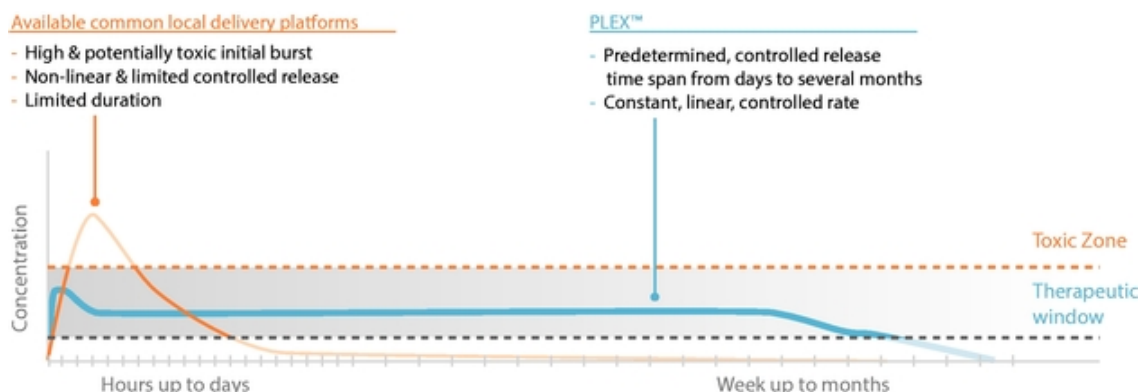 Available common local delivery platforms
- High & potentially toxic initial burst
- Non-linear & limited controlled release
- Limited duration
PLEX™
- Predetermined, controlled release
time span from days to several months
- Constant, linear, controlled rate
Concentration
Toxic Zone
Therapeutic
window
Hours up to days
Week up to months